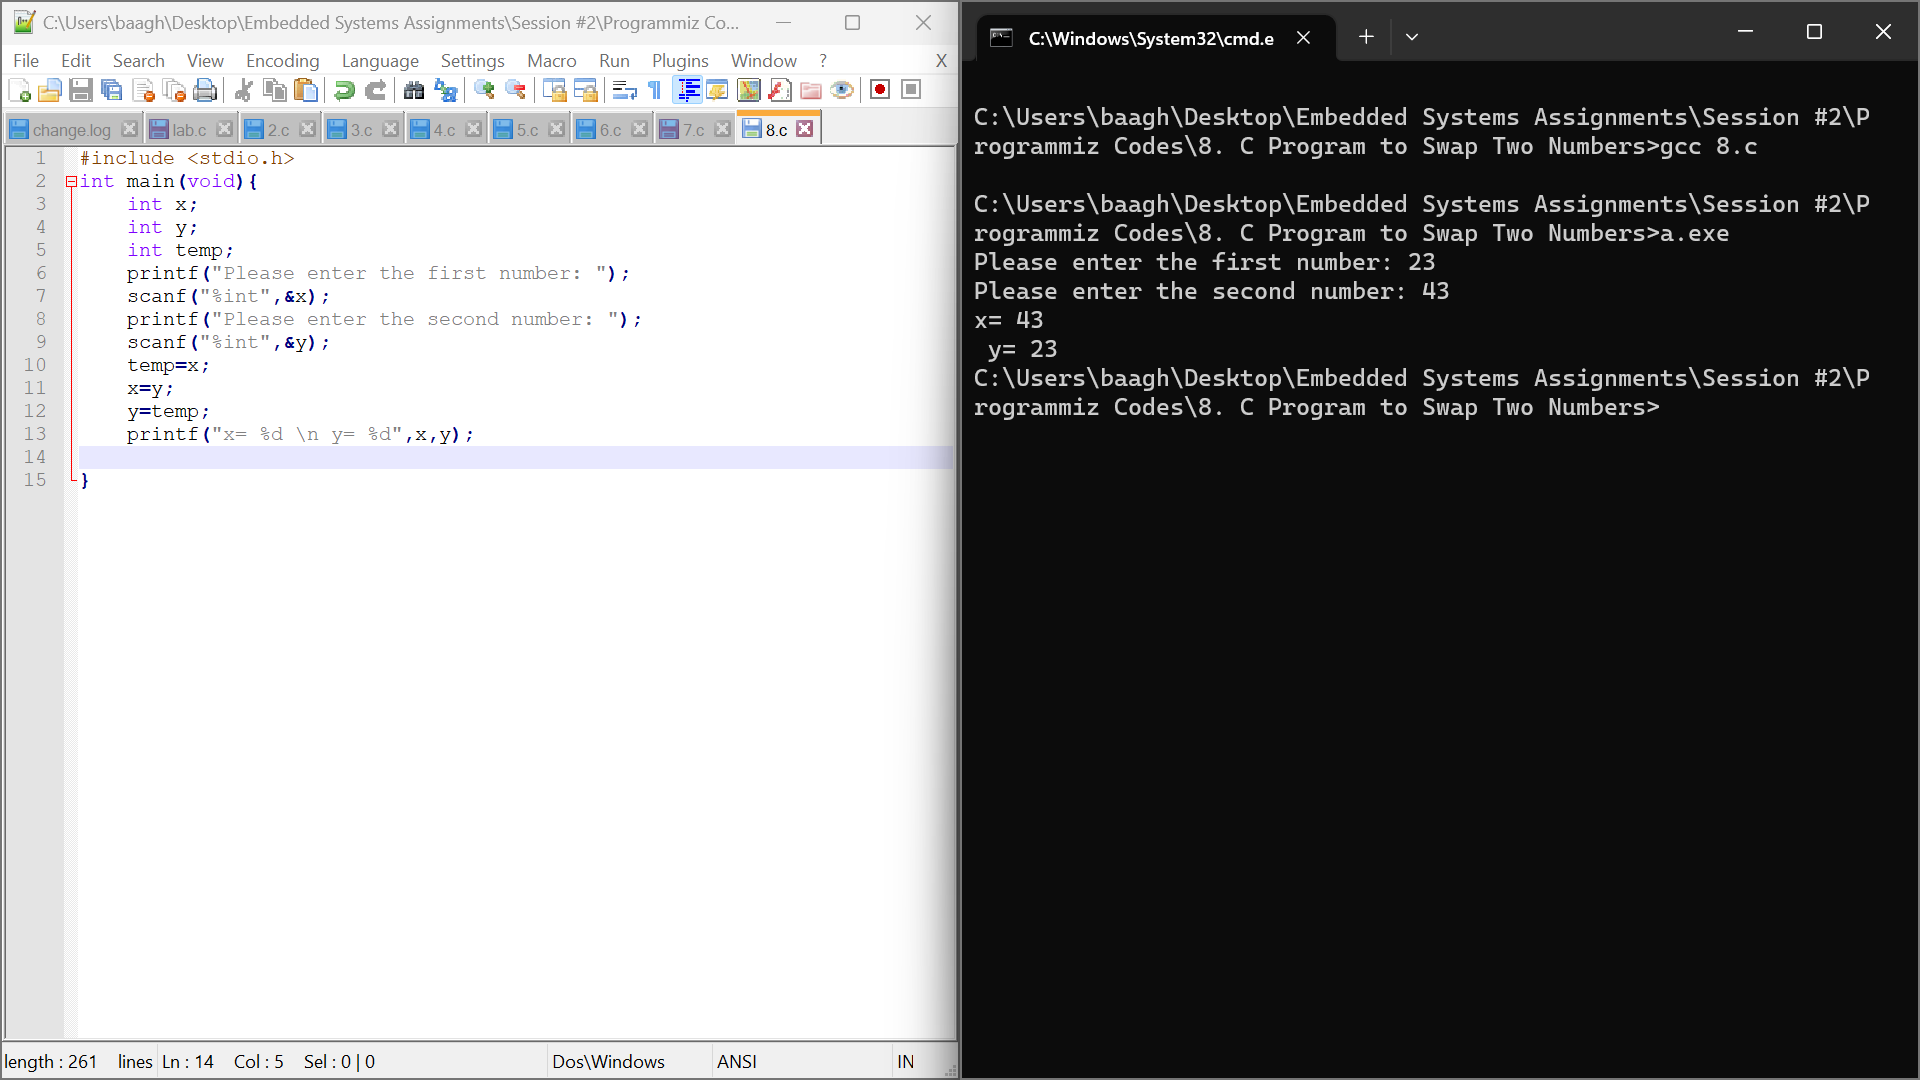 C:\Users\baagh\Desktop\Embedded Systems Assignments\Session #2\Programmiz Co...
File Edit Search View Encoding Language Settings Macro Run Plugins Window ? X
change.log lab.c 2.c 3.c 4.c 5.c 6.c 7.c 8.c
1 #include <stdio.h>
2 int main(void){
3 int x;
4 int y;
5 int temp;
6 printf("Please enter the first number: ");
7 scanf("%int",&x);
8 printf("Please enter the second number: ");
9 scanf("%int",&y);
10 temp=x;
11 x=y;
12 y=temp;
13 printf("x= %d \n y= %d",x,y);
14
15 }
length : 261 lines Ln : 14 Col : 5 Sel : 0 | 0 Dos\Windows ANSI IN
C:\Windows\System32\cmd.e
C:\Users\baagh\Desktop\Embedded Systems Assignments\Session #2\P
rogrammiz Codes\8. C Program to Swap Two Numbers>gcc 8.c
C:\Users\baagh\Desktop\Embedded Systems Assignments\Session #2\P
rogrammiz Codes\8. C Program to Swap Two Numbers>a.exe
Please enter the first number: 23
Please enter the second number: 43
x= 43
y= 23
C:\Users\baagh\Desktop\Embedded Systems Assignments\Session #2\P
rogrammiz Codes\8. C Program to Swap Two Numbers>